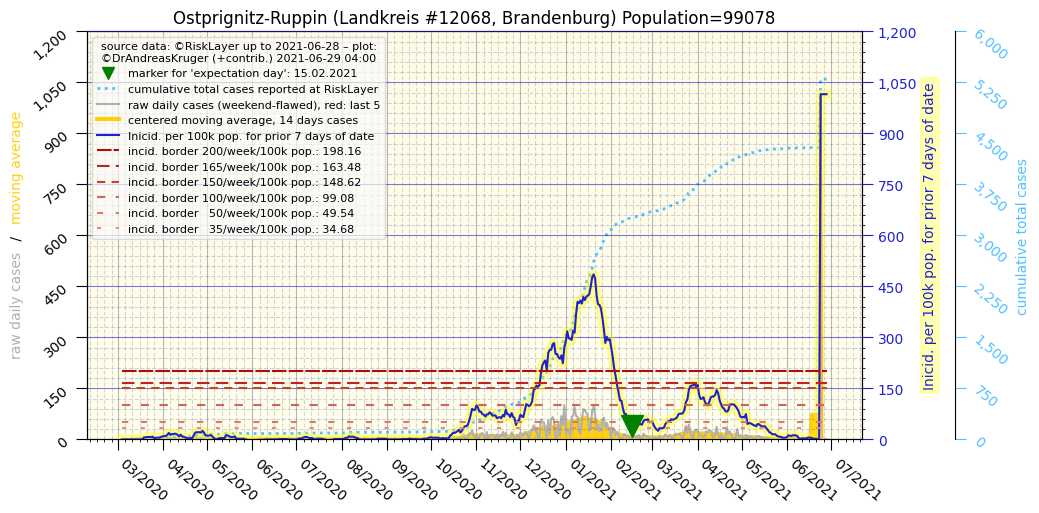 Ostprignitz-Ruppin (Landkreis #12068, Brandenburg) Population=99078
source data: ©RiskLayer up to 2021-06-28 – plot:
©DrAndreasKruger (+contrib.) 2021-06-29 04:00
marker for 'expectation day': 15.02.2021
cumulative total cases reported at RiskLayer
raw daily cases (weekend-flawed), red: last 5
centered moving average, 14 days cases
Inicid. per 100k pop. for prior 7 days of date
incid. border 200/week/100k pop.: 198.16
incid. border 165/week/100k pop.: 163.48
incid. border 150/week/100k pop.: 148.62
incid. border 100/week/100k pop.: 99.08
incid. border   50/week/100k pop.: 49.54
incid. border   35/week/100k pop.: 34.68
raw daily cases / moving average
1,200
1,050
900
750
600
450
300
150
0
03/2020
04/2020
05/2020
06/2020
07/2020
08/2020
09/2020
10/2020
11/2020
12/2020
01/2021
02/2021
03/2021
04/2021
05/2021
06/2021
07/2021
1,200
1,050
900
750
600
450
300
150
0
Inicid. per 100k pop. for prior 7 days of date
6,000
5,250
4,500
3,750
3,000
2,250
1,500
750
0
cumulative total cases